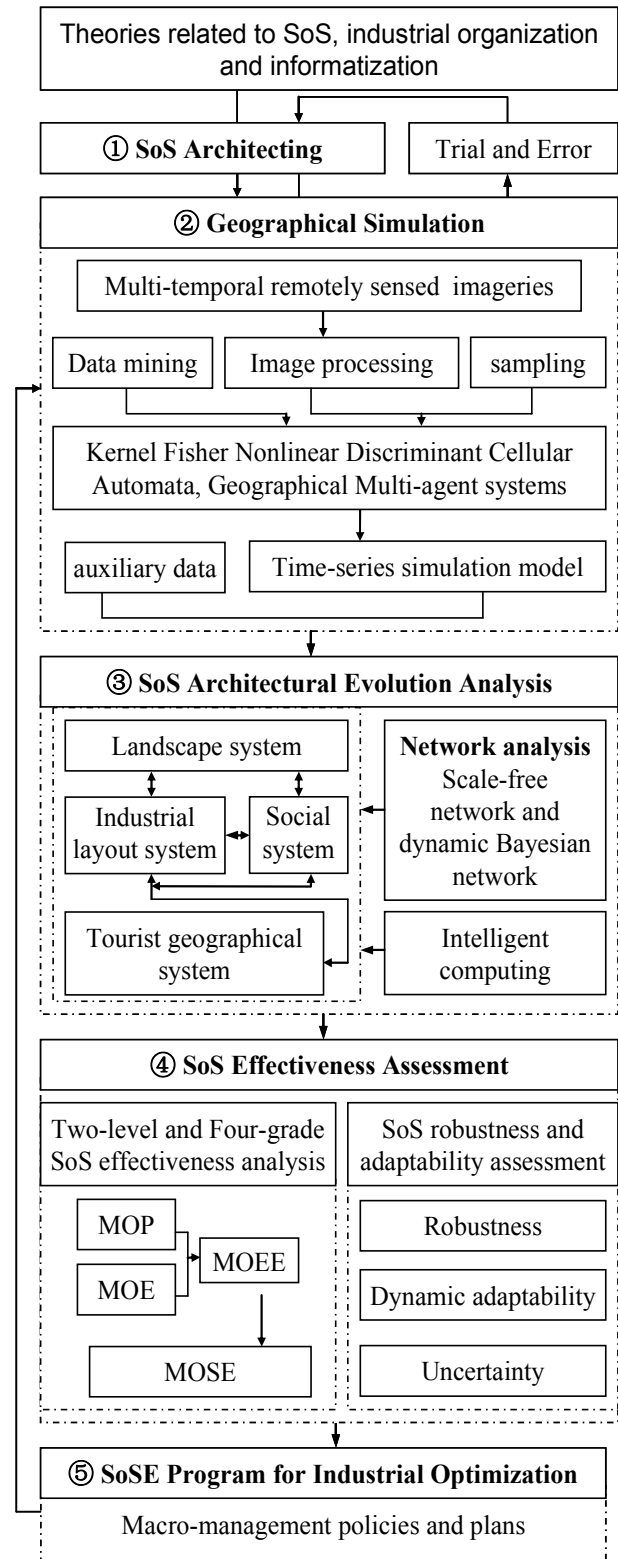 Theories related to SoS, industrial organization
and informatization
① SoS Architecting
Trial and Error
② Geographical Simulation
Multi-temporal remotely sensed imageries
Data mining
Image processing
sampling
Kernel Fisher Nonlinear Discriminant Cellular
Automata, Geographical Multi-agent systems
auxiliary data
Time-series simulation model
③ SoS Architectural Evolution Analysis
Landscape system
Industrial
layout system
Social
system
Tourist geographical
system
Network analysis
Scale-free
network and
dynamic Bayesian
network
Intelligent
computing
④ SoS Effectiveness Assessment
Two-level and Four-grade
SoS effectiveness analysis
MOP
MOE
MOEE
MOSE
SoS robustness and
adaptability assessment
Robustness
Dynamic adaptability
Uncertainty
⑤ SoSE Program for Industrial Optimization
Macro-management policies and plans